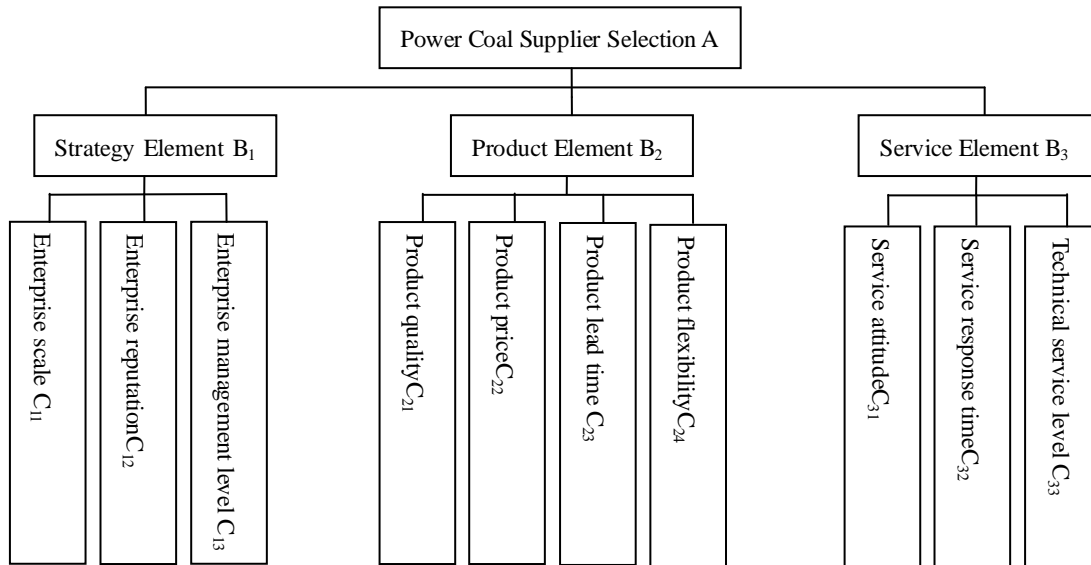 Power Coal Supplier Selection A
Strategy Element B₁
Product Element B₂
Service Element B₃
Enterprise scale C₁₁
Enterprise reputationC₁₂
Enterprise management level C₁₃
Product qualityC₂₁
Product priceC₂₂
Product lead time C₂₃
Product flexibilityC₂₄
Service attitudeC₃₁
Service response timeC₃₂
Technical service level C₃₃